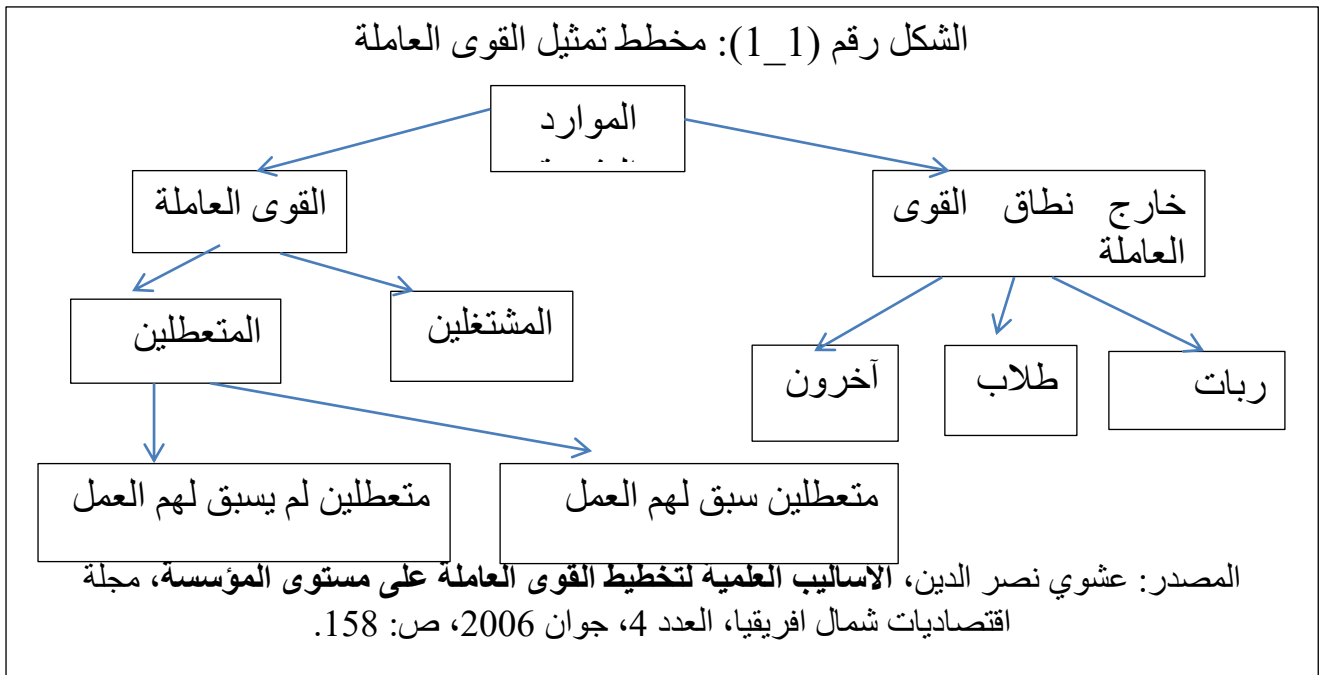 الشكل رقم (1_1): مخطط تمثيل القوى العاملة
الموارد
خارج نطاق القوى
العاملة
القوى العاملة
ربات
طلاب
آخرون
المشتغلين
المتعطلين
متعطلين سبق لهم العمل
متعطلين لم يسبق لهم العمل
المصدر: عشوي نصر الدين، الاساليب العلمية لتخطيط القوى العاملة على مستوى المؤسسة، مجلة
اقتصاديات شمال افريقيا، العدد 4، جوان 2006، ص: 158.